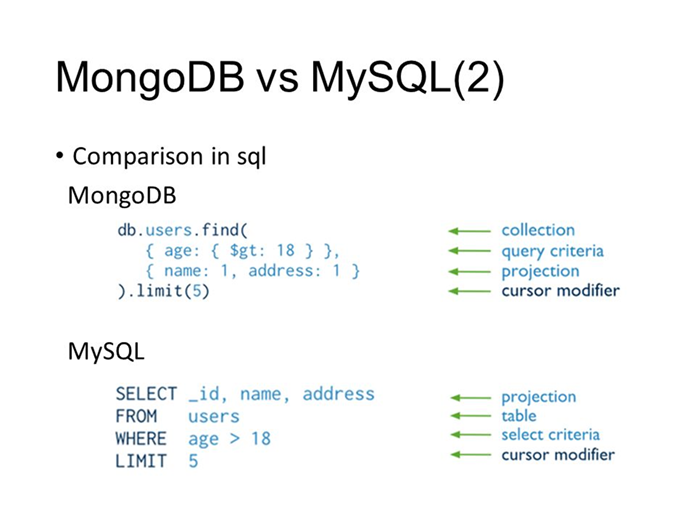 MongoDB vs MySQL(2)
• Comparison in sql
MongoDB
db.users.find( collection
{ age: { $gt: 18 } }, query criteria
{ name: 1, address: 1 } projection
).limit(5) cursor modifier
MySQL
SELECT _id, name, address projection
FROM users table
WHERE age > 18 select criteria
LIMIT 5 cursor modifier